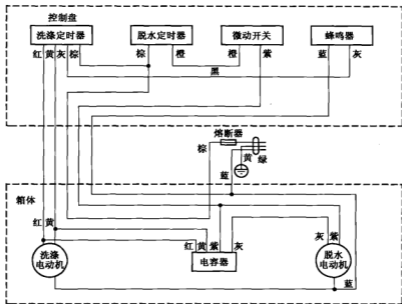 控制盘
洗涤定时器 脱水定时器 微动开关 蜂鸣器
红 黄 灰 棕 棕 橙 橙 紫 蓝 灰
黑
熔断器
棕 黄 绿
蓝
箱体
红 黄 红 黄 紫 灰 灰 紫
洗涤
电动机
电容器
脱水
电动机
蓝